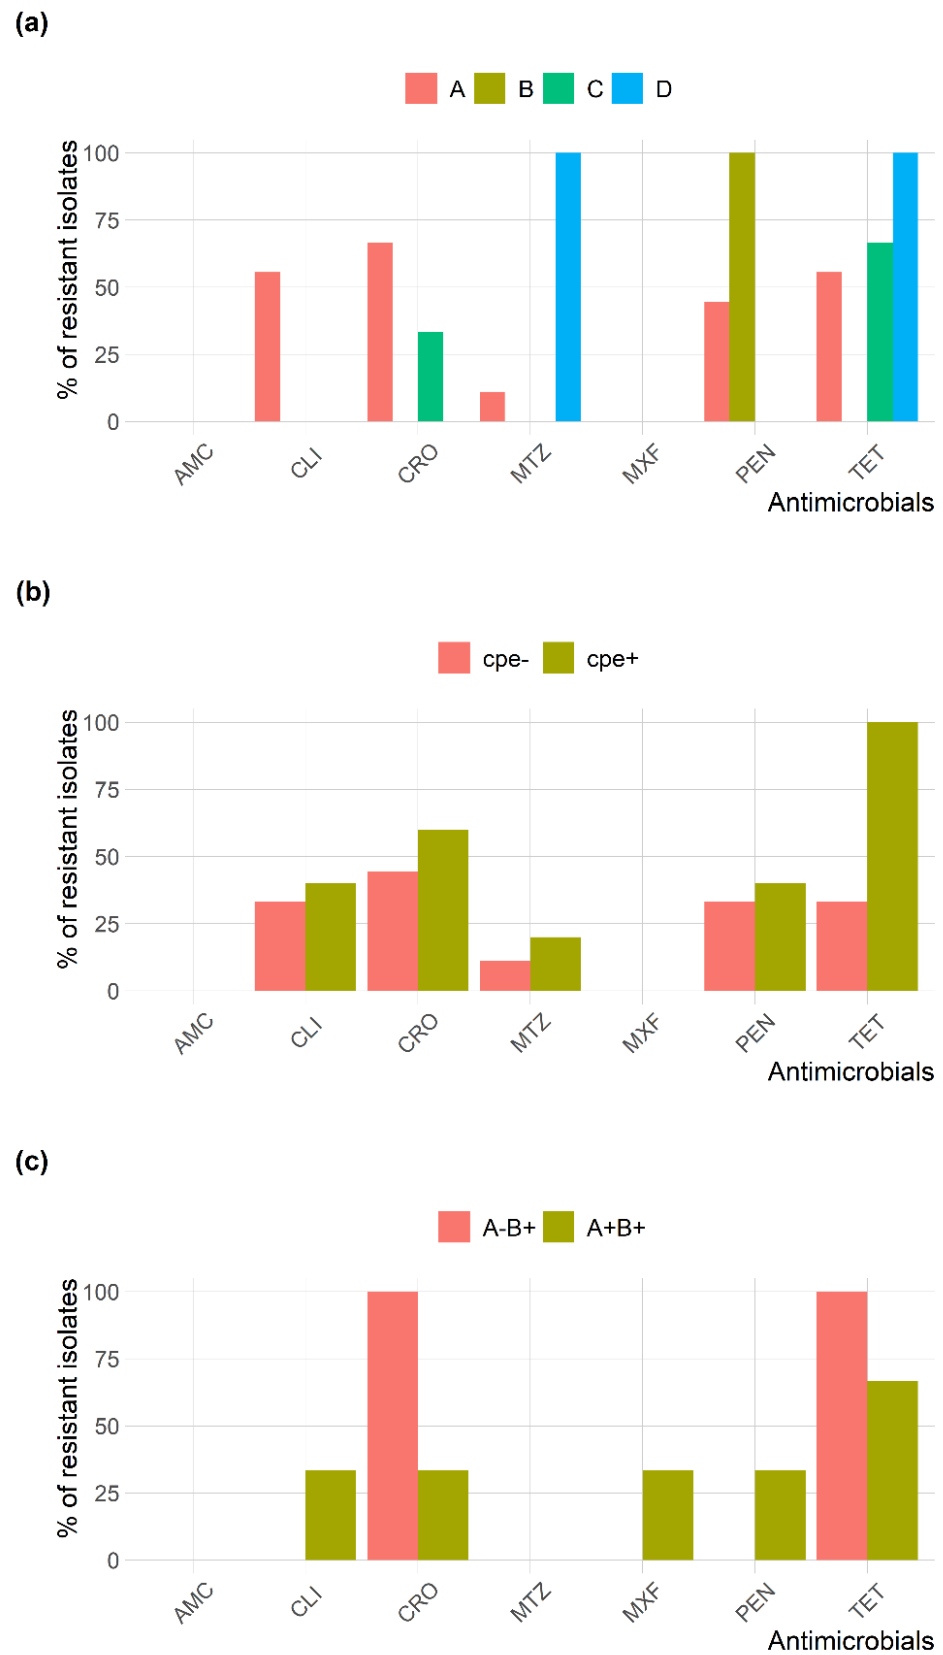 (a)
A B C D
% of resistant isolates
100
75
50
25
0
AMC CLI CRO MTZ MXF PEN TET
Antimicrobials
(b)
cpe- cpe+
% of resistant isolates
100
75
50
25
0
AMC CLI CRO MTZ MXF PEN TET
Antimicrobials
(c)
A-B+ A+B+
% of resistant isolates
100
75
50
25
0
AMC CLI CRO MTZ MXF PEN TET
Antimicrobials